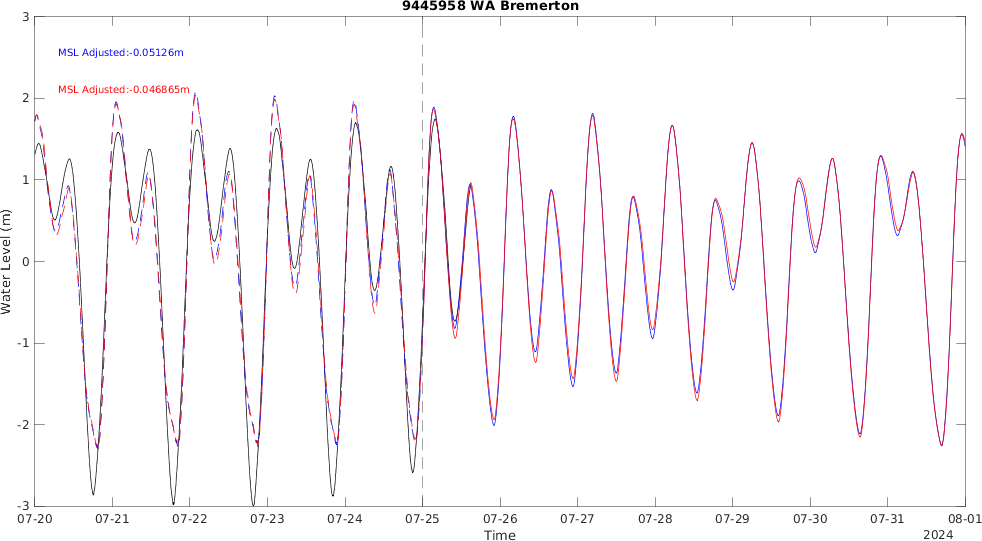 9445958 WA Bremerton
MSL Adjusted:-0.05126m
MSL Adjusted:-0.046865m
Water Level (m)
3
2
1
0
-1
-2
-3
07-20 07-21 07-22 07-23 07-24 07-25 07-26 07-27 07-28 07-29 07-30 07-31 08-01
Time
2024